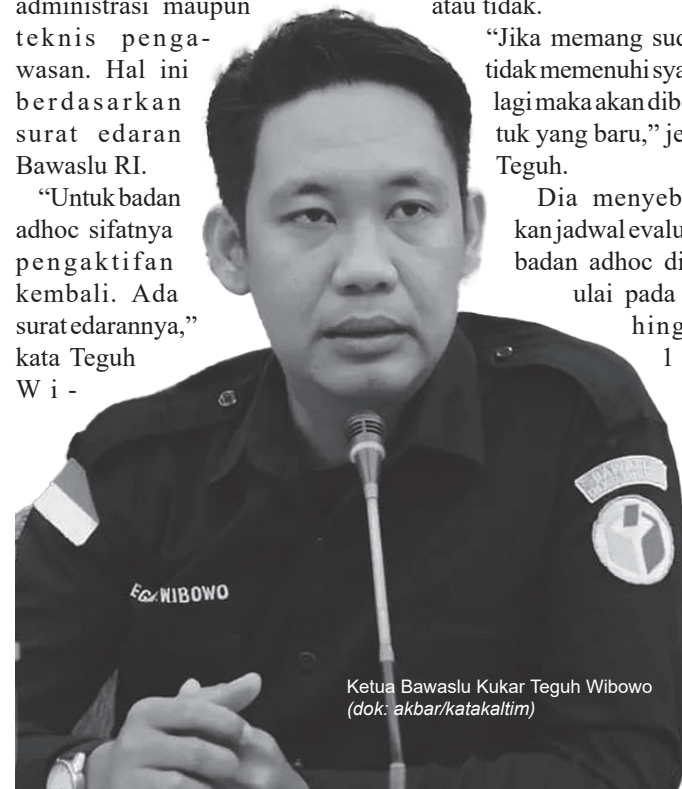 administrasi maupun
teknis penga-
wasan. Hal ini
berdasarkan
surat edaran
Bawaslu RI.
“Untuk badan
adhoc sifatnya
pengaktifan
kembali. Ada
surat edarannya,”
kata Teguh
Wi-
atau tidak.
“Jika memang sud
tidak memenuhi sya
lagi maka akan dibe
tuk yang baru,” je
Teguh.
Dia menyeb
kan jadwal evalu
badan adhoc di
ulai pada
hing
1
WIBOWO
Ketua Bawaslu Kukar Teguh Wibowo
(dok: akbar/katakaltim)